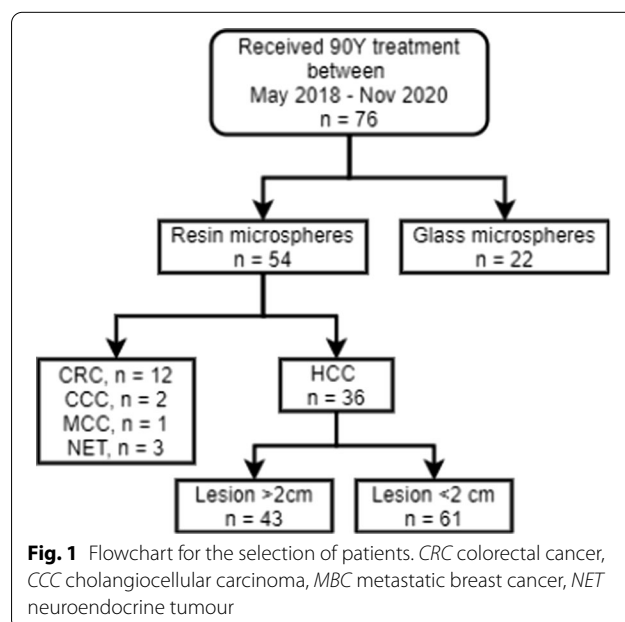 Received 90Y treatment
between
May 2018 - Nov 2020
n = 76
Resin microspheres
n = 54
Glass microspheres
n = 22
CRC, n = 12
CCC, n = 2
MCC, n = 1
NET, n = 3
HCC
n = 36
Lesion >2cm
n = 43
Lesion <2 cm
n = 61
Fig. 1 Flowchart for the selection of patients. CRC colorectal cancer,
CCC cholangiocellular carcinoma, MBC metastatic breast cancer, NET
neuroendocrine tumour